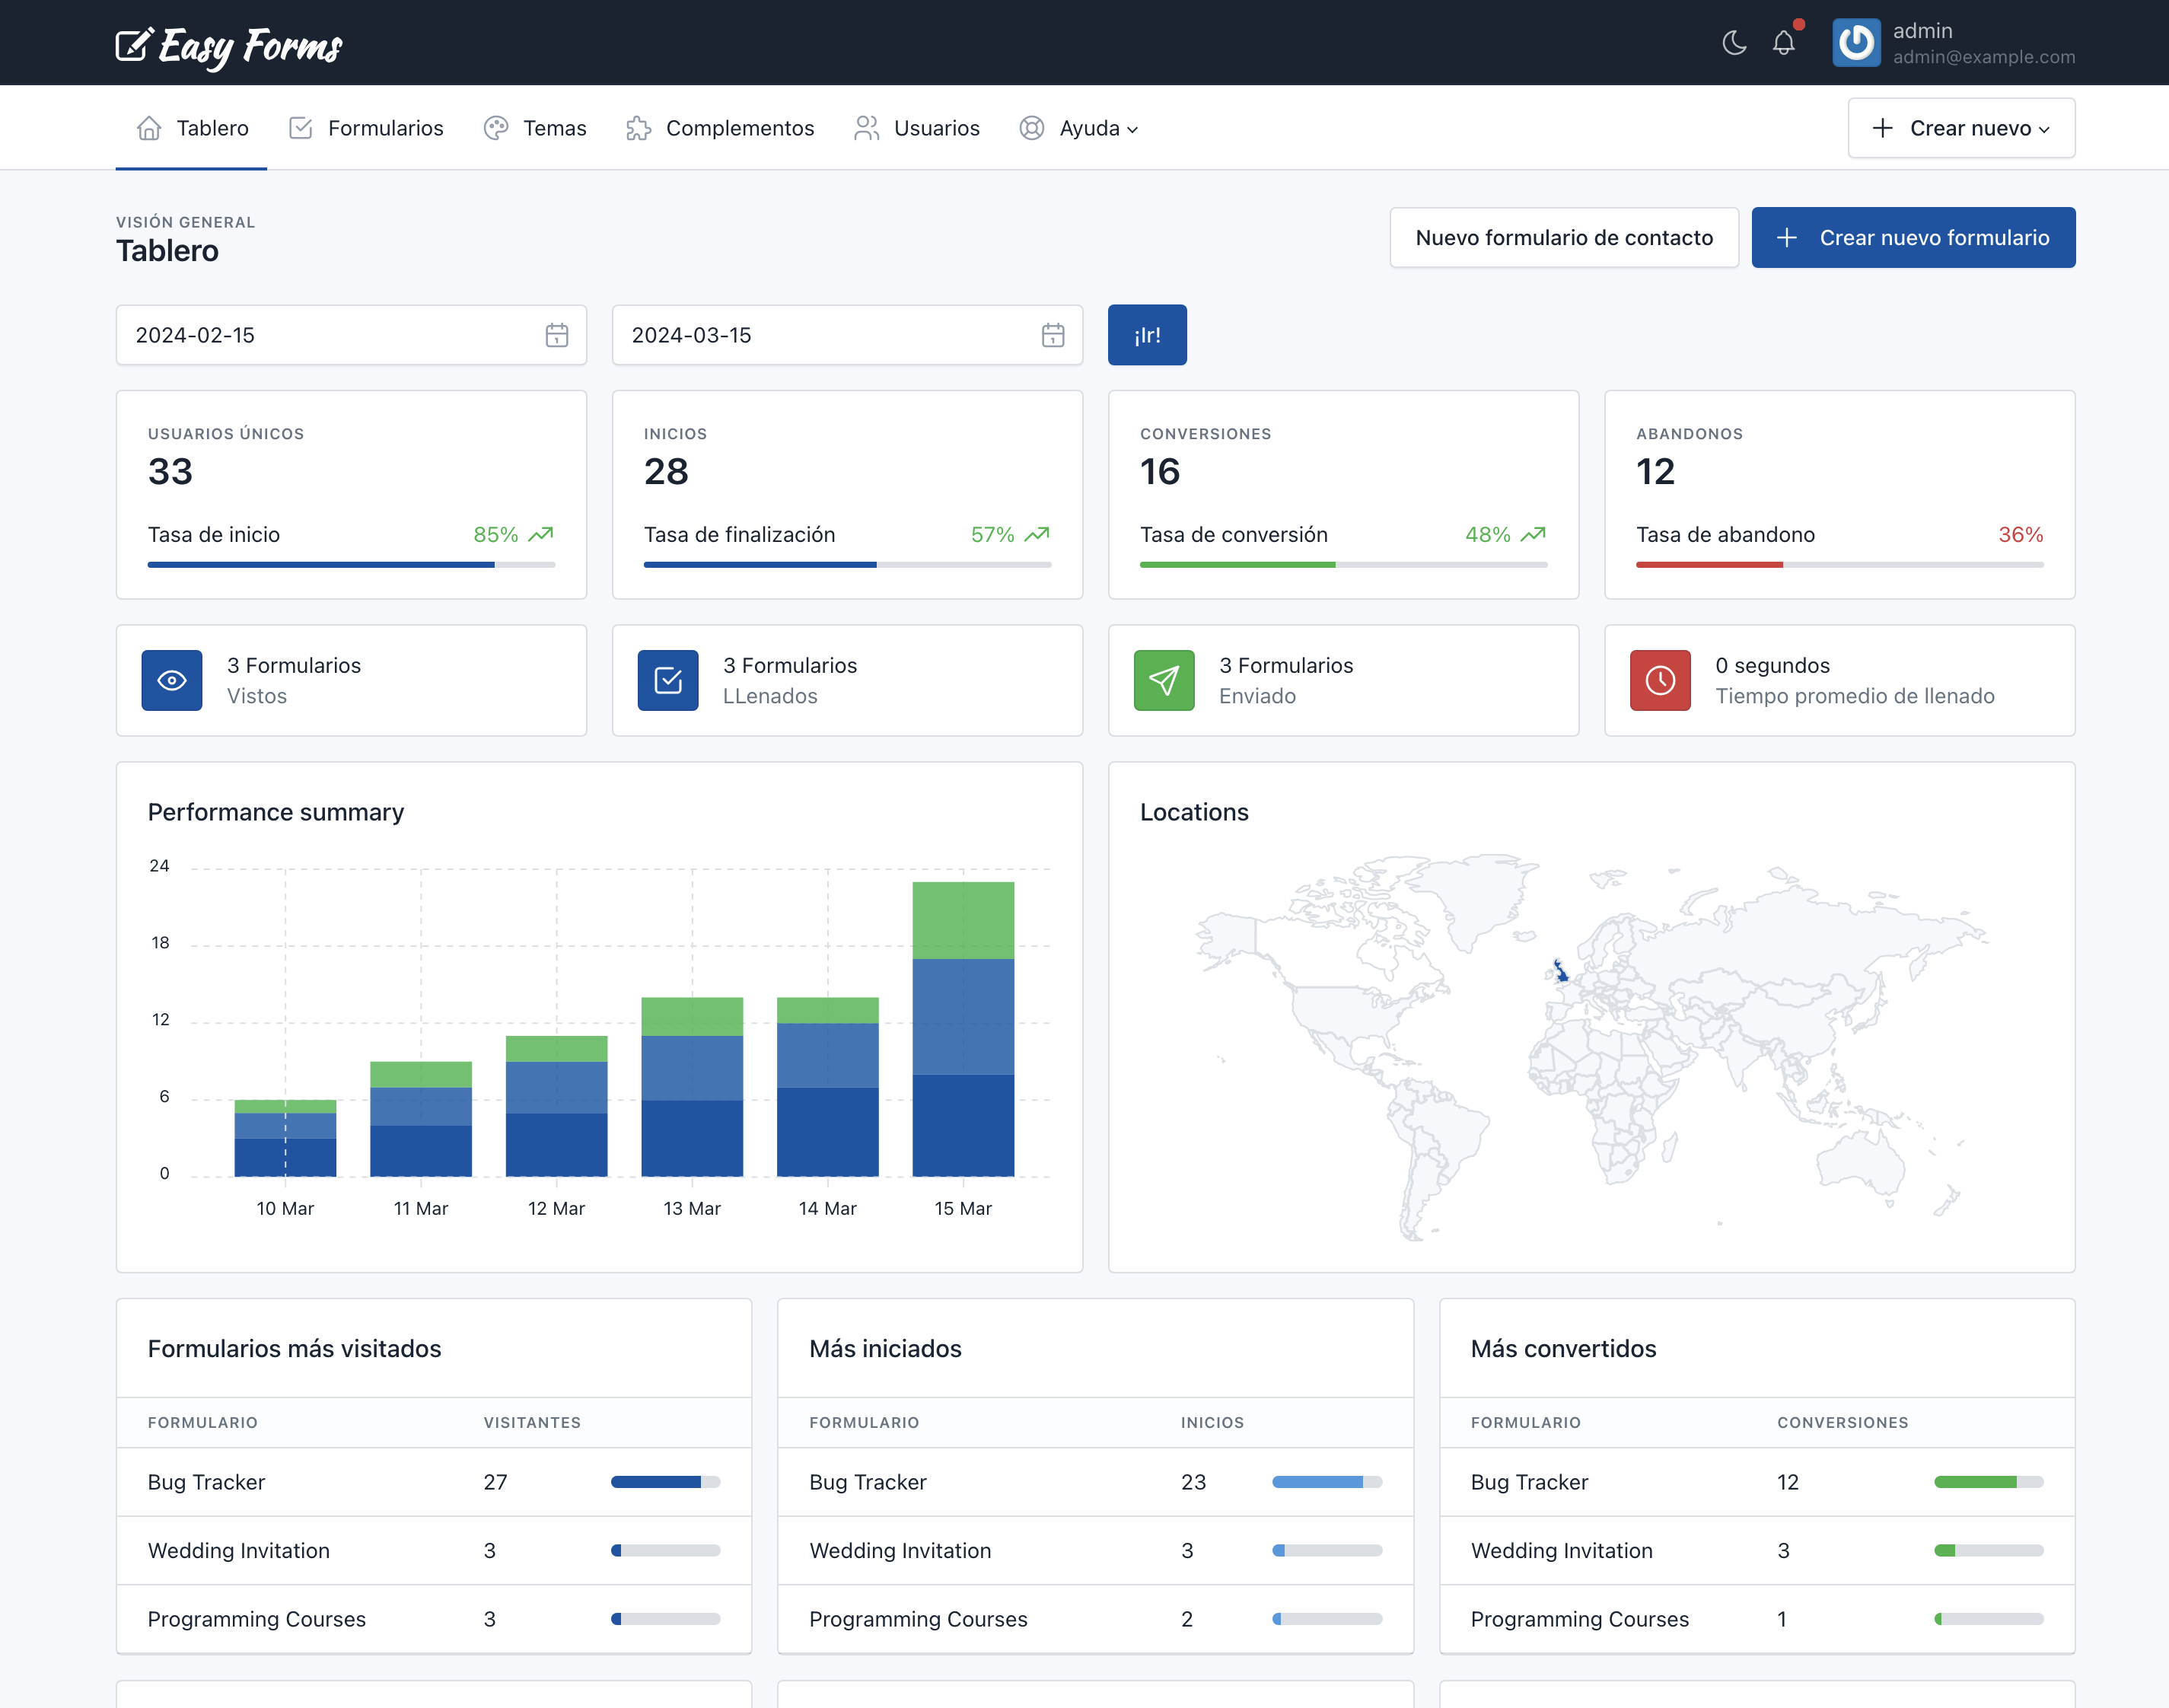 Easy Forms
admin
admin@example.com
Tablero
Formularios
Temas
Complementos
Usuarios
Ayuda
Crear nuevo
VISIÓN GENERAL
Tablero
Nuevo formulario de contacto
Crear nuevo formulario
2024-02-15
2024-03-15
¡Ir!
USUARIOS ÚNICOS
33
Tasa de inicio 85%
INICIOS
28
Tasa de finalización 57%
CONVERSIONES
16
Tasa de conversión 48%
ABANDONOS
12
Tasa de abandono 36%
3 Formularios
Vistos
3 Formularios
LLenados
3 Formularios
Enviado
0 segundos
Tiempo promedio de llenado
Performance summary
24
18
12
6
0
10 Mar 11 Mar 12 Mar 13 Mar 14 Mar 15 Mar
Locations
Formularios más visitados
FORMULARIO VISITANTES
Bug Tracker 27
Wedding Invitation 3
Programming Courses 3
Más iniciados
FORMULARIO INICIOS
Bug Tracker 23
Wedding Invitation 3
Programming Courses 2
Más convertidos
FORMULARIO CONVERSIONES
Bug Tracker 12
Wedding Invitation 3
Programming Courses 1